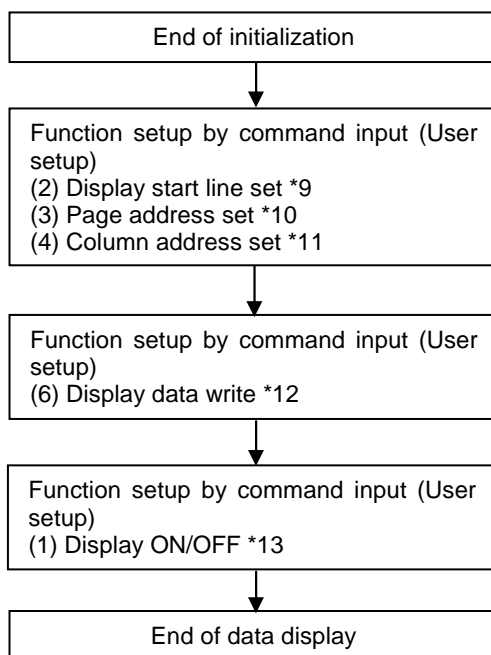 End of initialization
Function setup by command input (User
setup)
(2) Display start line set *9
(3) Page address set *10
(4) Column address set *11
Function setup by command input (User
setup)
(6) Display data write *12
Function setup by command input (User
setup)
(1) Display ON/OFF *13
End of data display